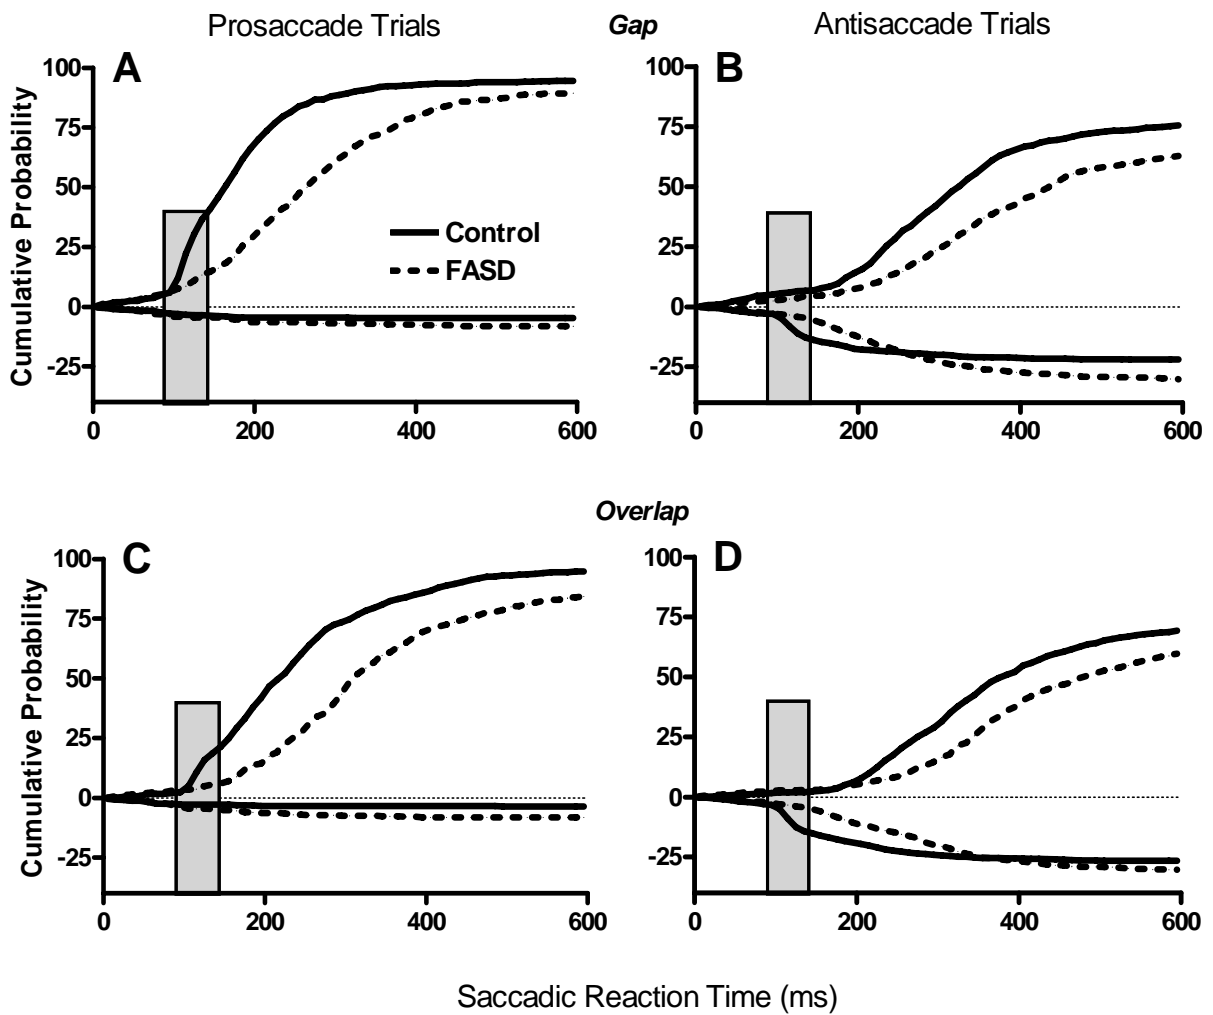 Prosaccade Trials Gap Antisaccade Trials
A B
100
75
50
25
0
-25
Cumulative Probability
Control
FASD
0 200 400 600
100
75
50
25
0
-25
0 200 400 600
Overlap
C D
100
75
50
25
0
-25
Cumulative Probability
0 200 400 600
100
75
50
25
0
-25
0 200 400 600
Saccadic Reaction Time (ms)